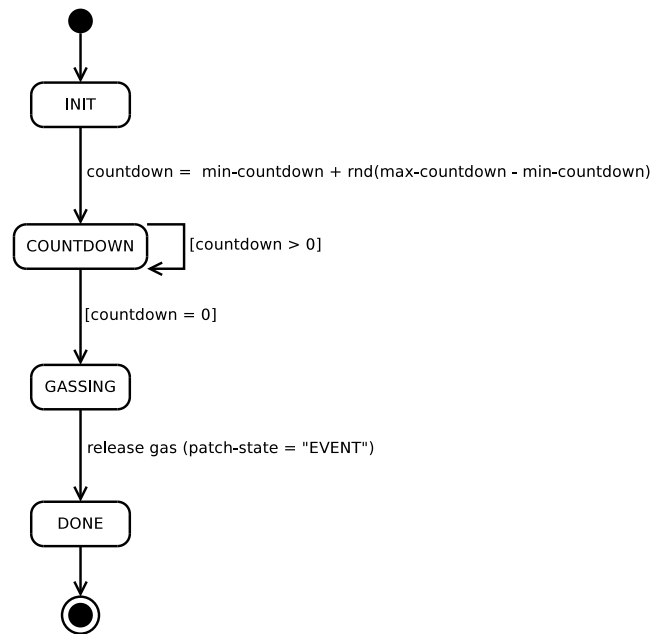 INIT
countdown =  min-countdown + rnd(max-countdown - min-countdown)
COUNTDOWN
[countdown > 0]
[countdown = 0]
GASSING
release gas (patch-state = "EVENT")
DONE